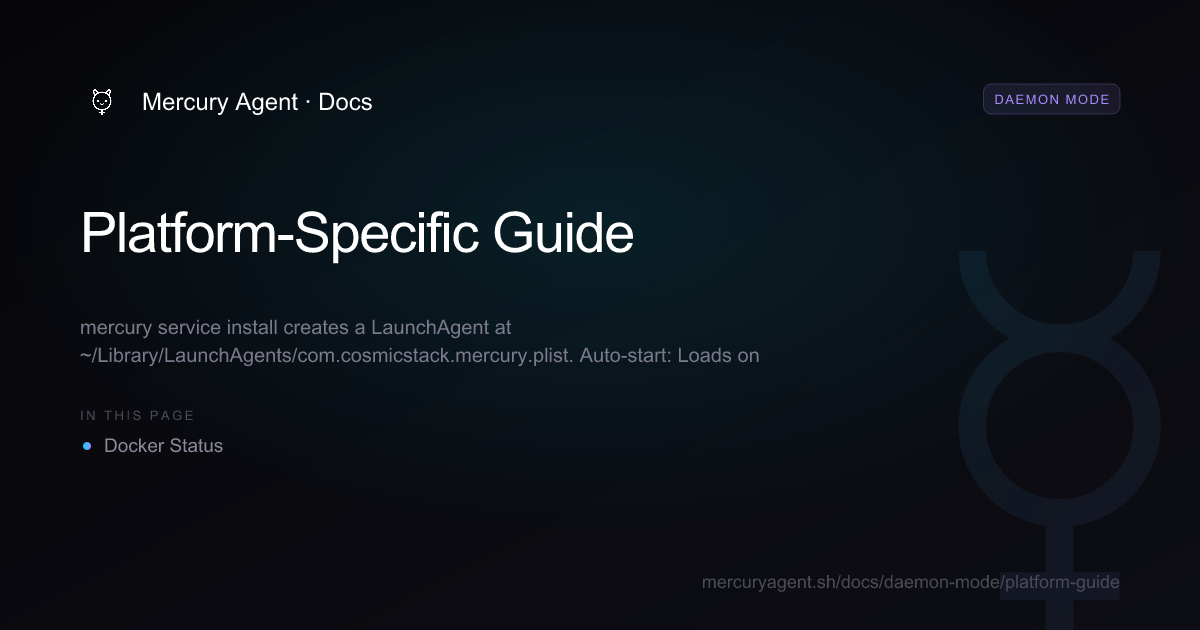 Mercury Agent · Docs
DAEMON MODE
Platform-Specific Guide
mercury service install creates a LaunchAgent at
~/Library/LaunchAgents/com.cosmicstack.mercury.plist. Auto-start: Loads on
IN THIS PAGE
Docker Status
mercuryagent.sh/docs/daemon-mode/platform-guide